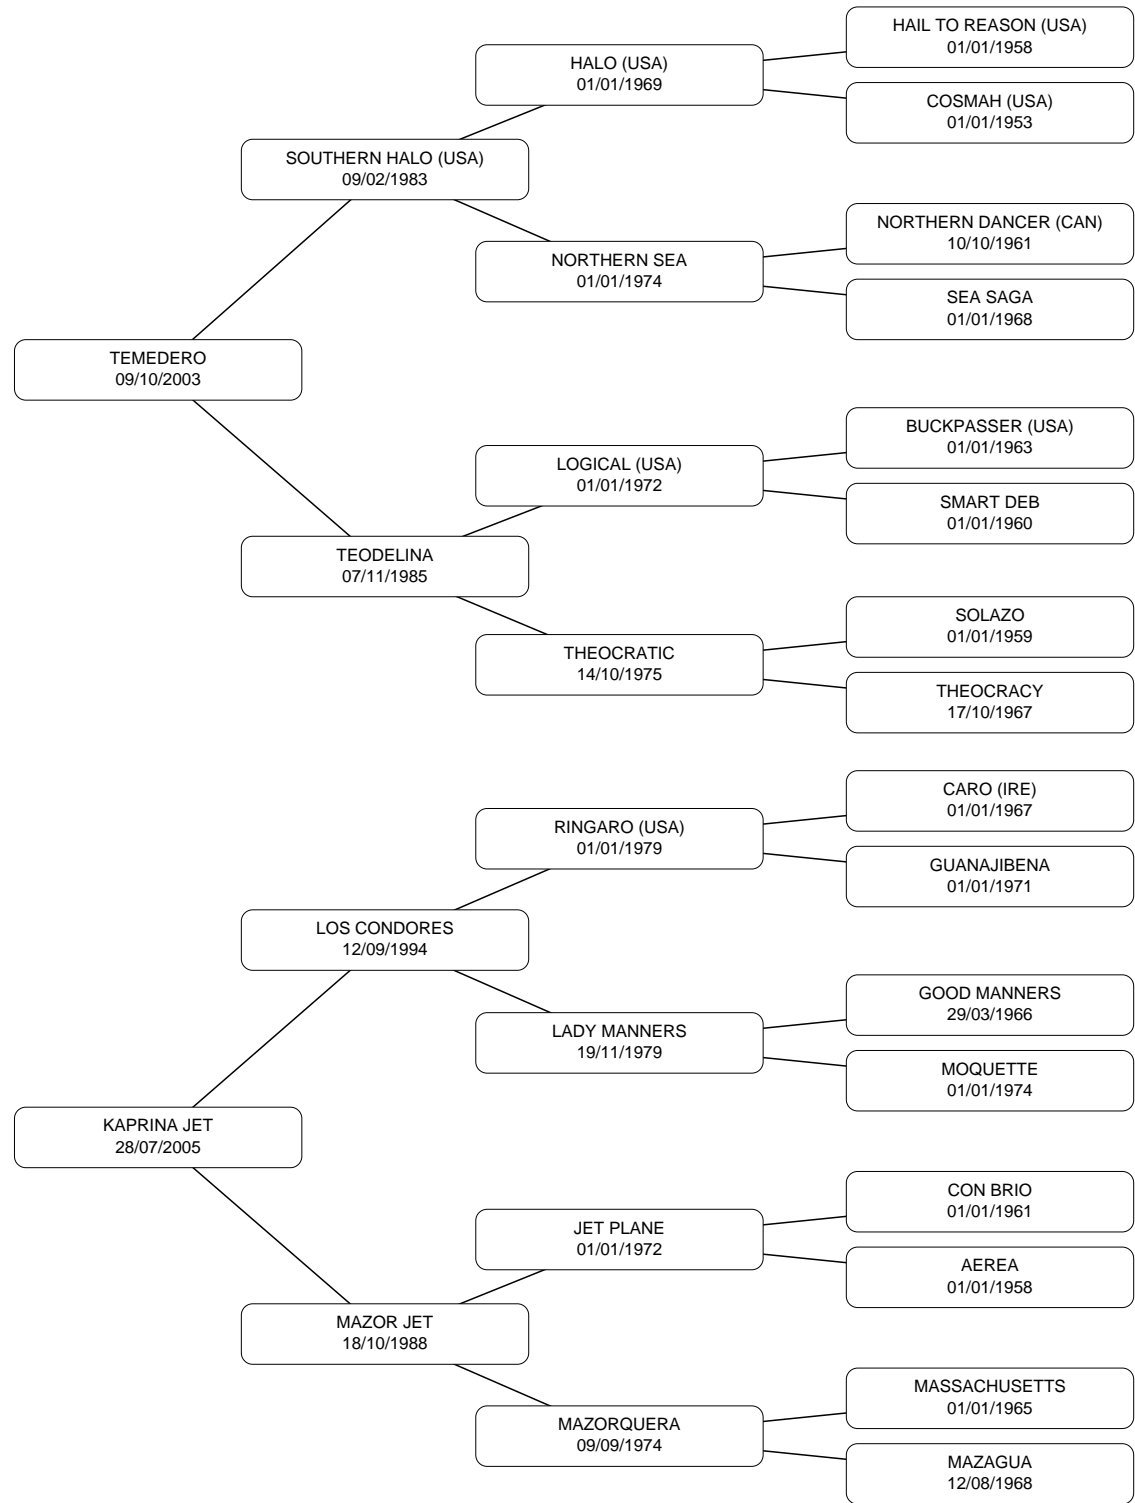 HAIL TO REASON (USA)
01/01/1958
HALO (USA)
01/01/1969
COSMAH (USA)
01/01/1953
SOUTHERN HALO (USA)
09/02/1983
NORTHERN DANCER (CAN)
10/10/1961
NORTHERN SEA
01/01/1974
SEA SAGA
01/01/1968
TEMEDERO
09/10/2003
BUCKPASSER (USA)
01/01/1963
LOGICAL (USA)
01/01/1972
SMART DEB
01/01/1960
TEODELINA
07/11/1985
SOLAZO
01/01/1959
THEOCRATIC
14/10/1975
THEOCRACY
17/10/1967
CARO (IRE)
01/01/1967
RINGARO (USA)
01/01/1979
GUANAJIBENA
01/01/1971
LOS CONDORES
12/09/1994
GOOD MANNERS
29/03/1966
LADY MANNERS
19/11/1979
MOQUETTE
01/01/1974
KAPRINA JET
28/07/2005
CON BRIO
01/01/1961
JET PLANE
01/01/1972
AEREA
01/01/1958
MAZOR JET
18/10/1988
MASSACHUSETTS
01/01/1965
MAZORQUERA
09/09/1974
MAZAGUA
12/08/1968